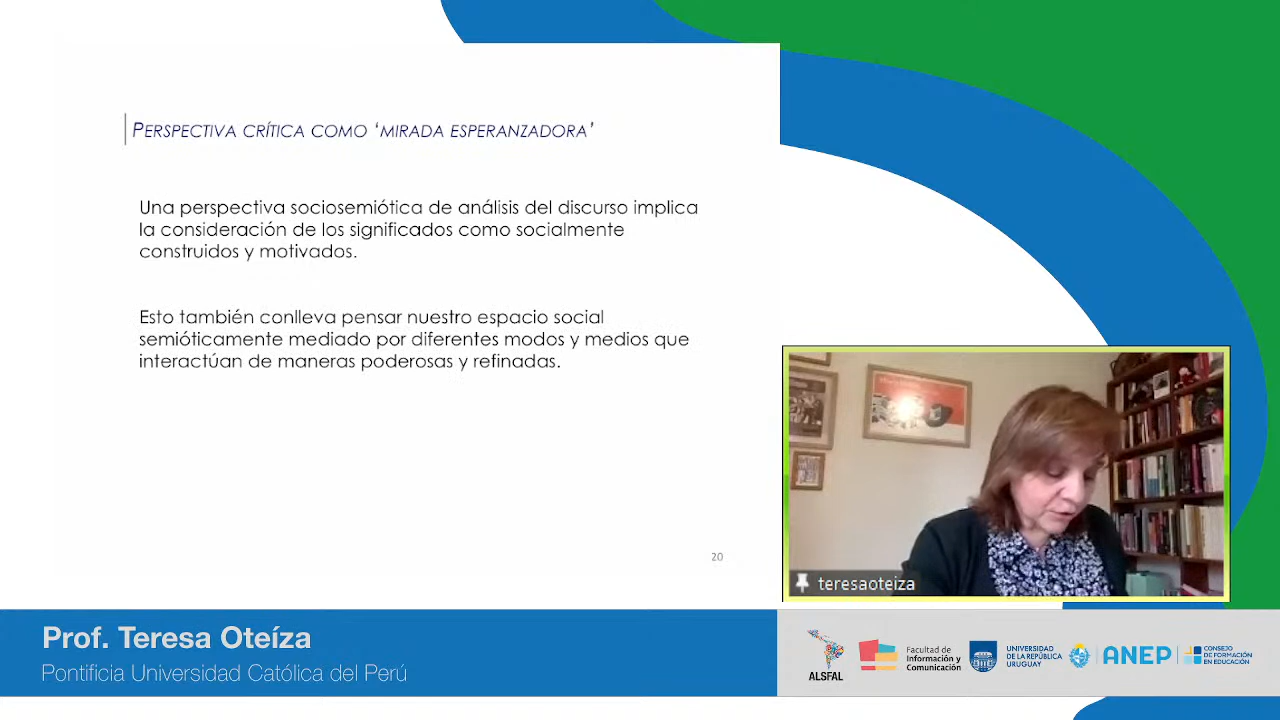 PERSPECTIVA CRÍTICA COMO ‘MIRADA ESPERANZADORA’
Una perspectiva sociosemiótica de análisis del discurso implica
la consideración de los significados como socialmente
construidos y motivados.
Esto también conlleva pensar nuestro espacio social
semióticamente mediado por diferentes modos y medios que
interactúan de maneras poderosas y refinadas.
20
teresaoteiza
Prof. Teresa Oteíza
Pontificia Universidad Católica del Perú
ALSFAL
Facultad de
Información y
Comunicación
UNIVERSIDAD
DE LA REPÚBLICA
URUGUAY
ANEP
CONSEJO
DE FORMACIÓN
EN EDUCACIÓN